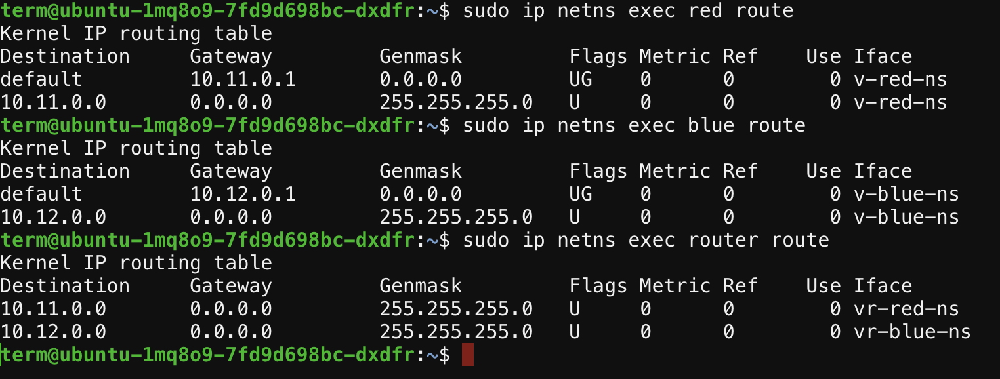 term@ubuntu-1mq8o9-7fd9d698bc-dxdfr:~$ sudo ip netns exec red route
Kernel IP routing table
Destination     Gateway         Genmask         Flags Metric Ref    Use Iface
default         10.11.0.1       0.0.0.0         UG    0      0        0 v-red-ns
10.11.0.0       0.0.0.0         255.255.255.0   U     0      0        0 v-red-ns
term@ubuntu-1mq8o9-7fd9d698bc-dxdfr:~$ sudo ip netns exec blue route
Kernel IP routing table
Destination     Gateway         Genmask         Flags Metric Ref    Use Iface
default         10.12.0.1       0.0.0.0         UG    0      0        0 v-blue-ns
10.12.0.0       0.0.0.0         255.255.255.0   U     0      0        0 v-blue-ns
term@ubuntu-1mq8o9-7fd9d698bc-dxdfr:~$ sudo ip netns exec router route
Kernel IP routing table
Destination     Gateway         Genmask         Flags Metric Ref    Use Iface
10.11.0.0       0.0.0.0         255.255.255.0   U     0      0        0 vr-red-ns
10.12.0.0       0.0.0.0         255.255.255.0   U     0      0        0 vr-blue-ns
term@ubuntu-1mq8o9-7fd9d698bc-dxdfr:~$